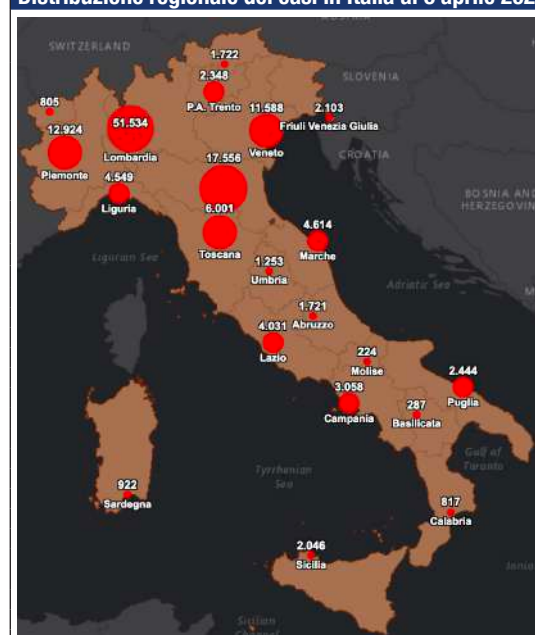 SWITZERLAND
SLOVENIA
CROATIA
BOSNIA AND
HERZEGOVIN
1.722
2.348
P.A. Trento
805
12.924
Piemonte
51.534
Lombardia
11.588
Veneto
2.103
Friuli Venezia Giulia
17.556
4.549
Liguria
6.001
Toscana
4.614
Marche
Ligurian Sea
1.253
Umbria
Adriatic Sea
1.721
Abruzzo
4.031
Lazio
224
Molise
3.058
Campania
2.444
Puglia
287
Basilicata
Gulf of
Taranto
Tyrrhenian
Sea
922
Sardegna
817
Calabria
2.046
Sicilia
Sicilian
Channel